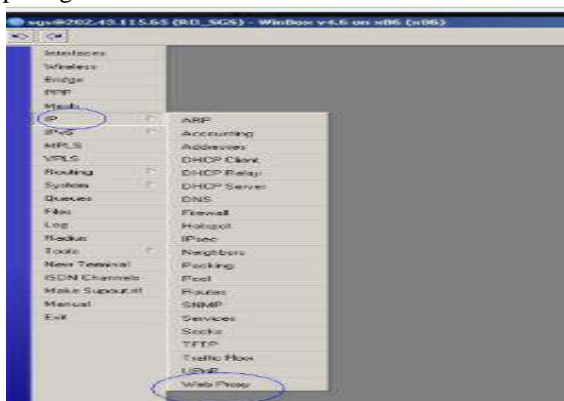 sgs@202.43.115.65 (RD_SGS) - WinBox v4.6 on x86 (x86)
Interfaces
Wireless
Bridge
PPP
Mesh
IP
IPv6
MPLS
VPLS
Routing
System
Queues
Files
Log
Radius
Tools
New Terminal
ISDN Channels
Make Supout.rif
Manual
Exit
ARP
Accounting
Addresses
DHCP Client
DHCP Relay
DHCP Server
DNS
Firewall
Hotspot
IPsec
Neighbors
Packing
Pool
Routes
SNMP
Services
Socks
TFTP
Traffic Flow
UPnP
Web Proxy